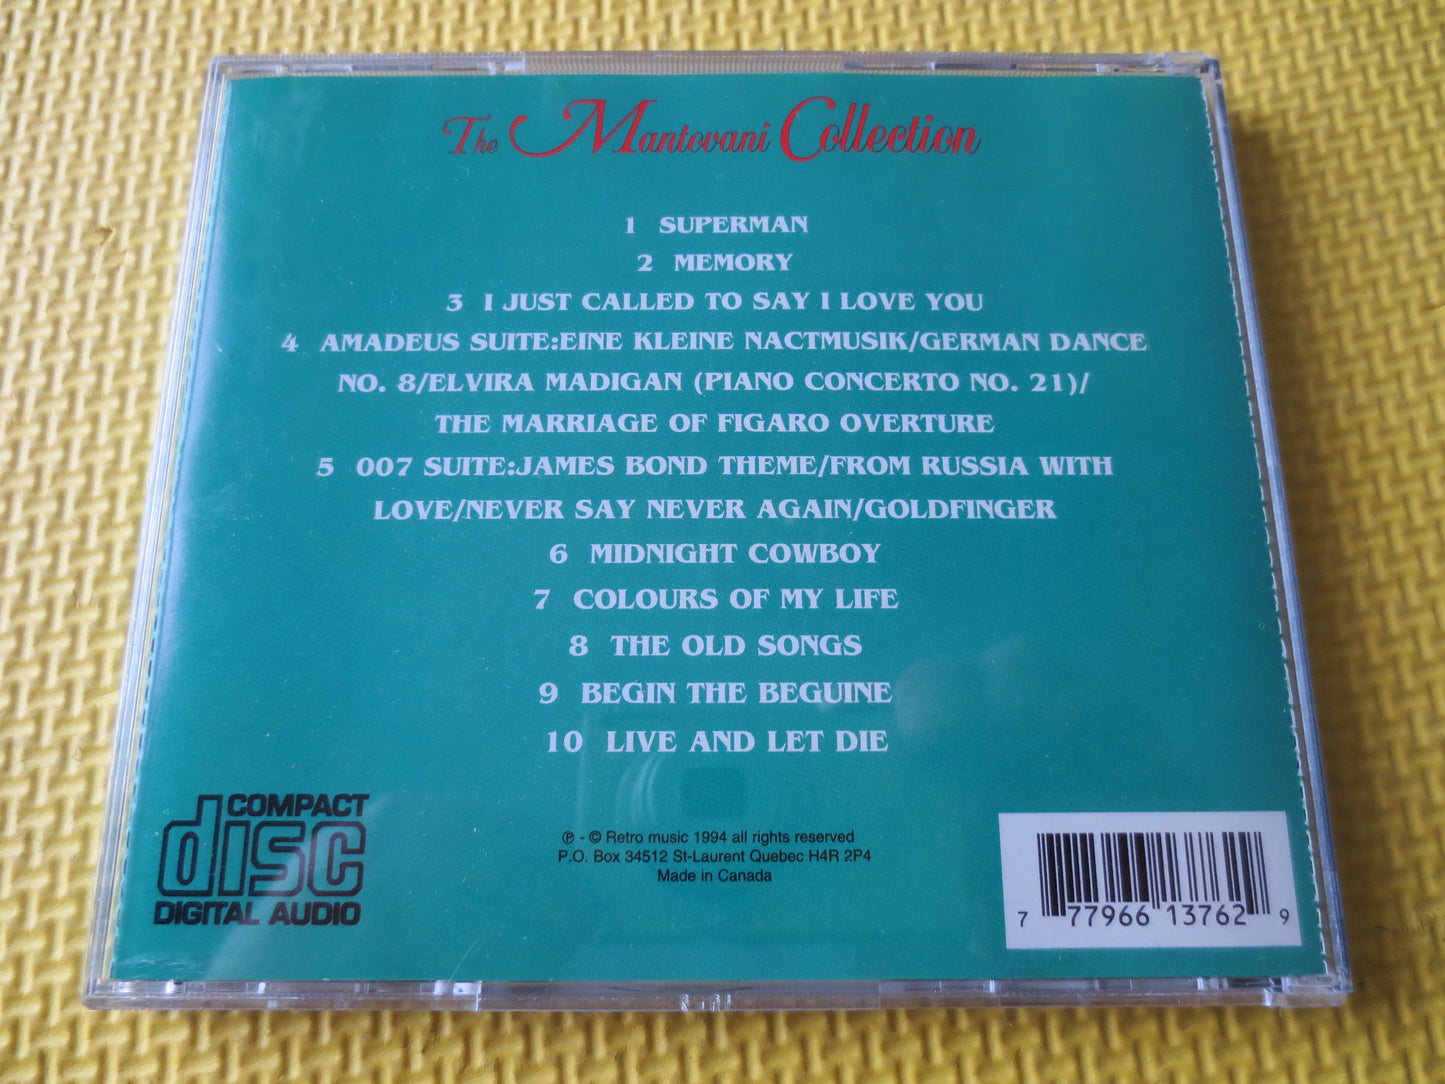 The Mantovani Collection
1 SUPERMAN
2 MEMORY
3 I JUST CALLED TO SAY I LOVE YOU
4 AMADEUS SUITE:EINE KLEINE NACTMUSIK/GERMAN DANCE
NO. 8/ELVIRA MADIGAN (PIANO CONCERTO NO. 21)/
THE MARRIAGE OF FIGARO OVERTURE
5 007 SUITE:JAMES BOND THEME/FROM RUSSIA WITH
LOVE/NEVER SAY NEVER AGAIN/GOLDFINGER
6 MIDNIGHT COWBOY
7 COLOURS OF MY LIFE
8 THE OLD SONGS
9 BEGIN THE BEGUINE
10 LIVE AND LET DIE
COMPACT
disc
DIGITAL AUDIO
℗ - © Retro music 1994 all rights reserved
P.O. Box 34512 St-Laurent Quebec H4R 2P4
Made in Canada
7 77966 13762 9